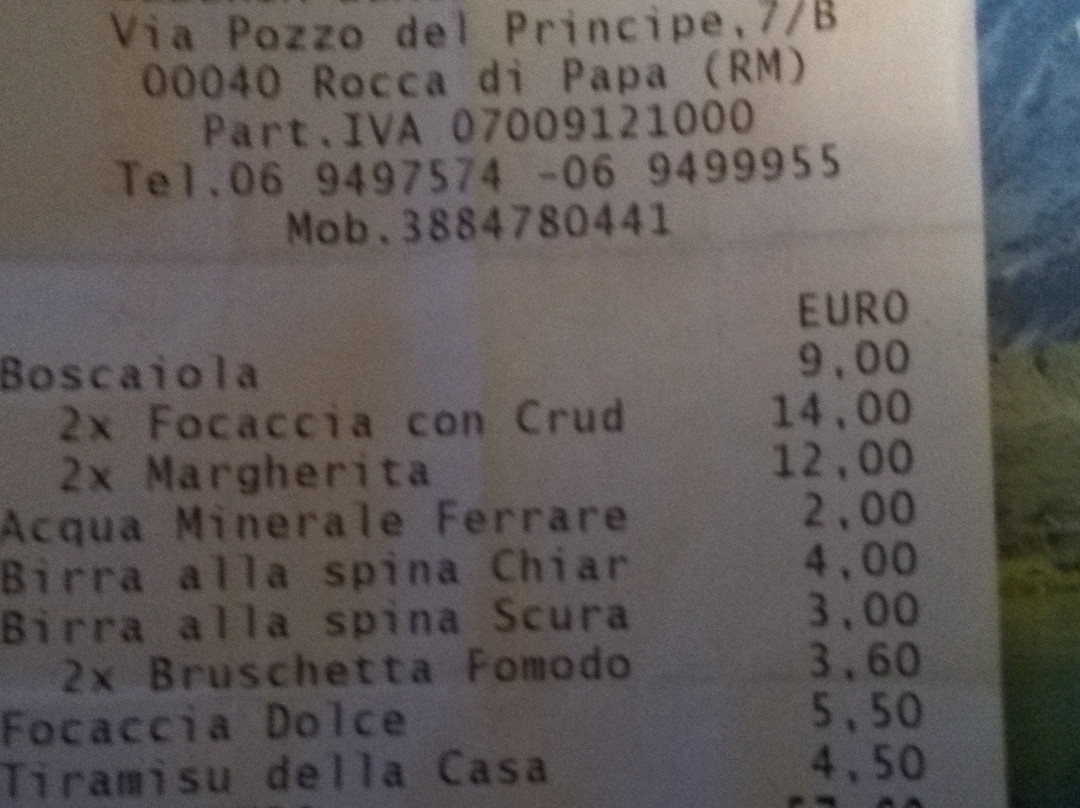 Via Pozzo del Principe,7/B
00040 Rocca di Papa (RM)
Part.IVA 07009121000
Tel.06 9497574 -06 9499955
Mob.3884780441
EURO
Boscaiola 9,00
2x Focaccia con Crud 14,00
2x Margherita 12,00
Acqua Minerale Ferrare 2,00
Birra alla spina Chiar 4,00
Birra alla spina Scura 3,00
2x Bruschetta Fomodo 3,60
Focaccia Dolce 5,50
Tiramisu della Casa 4,50